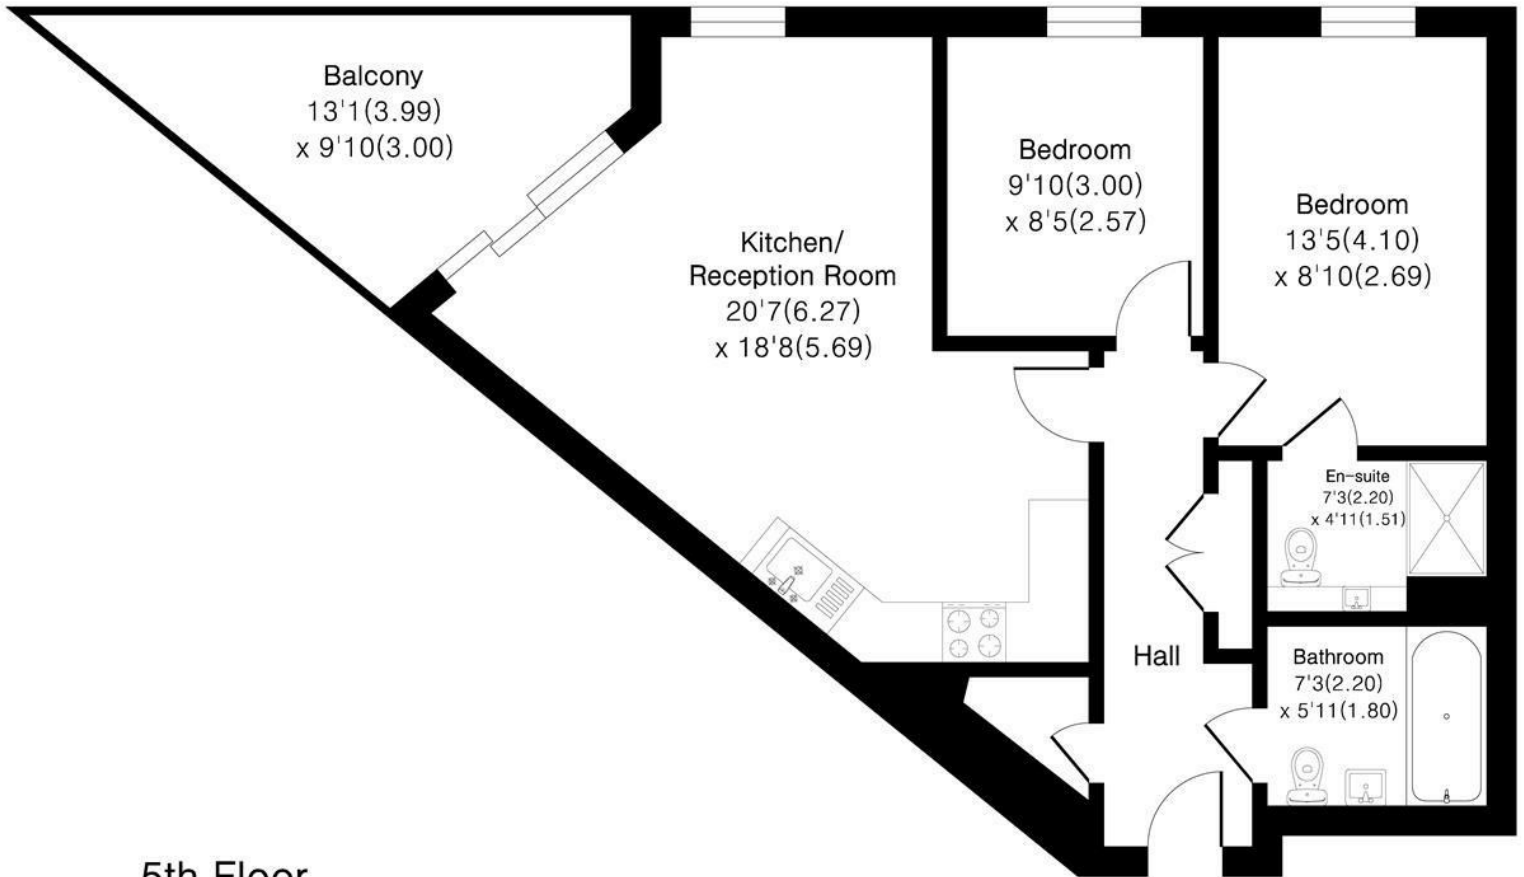 Balcony
13'1(3.99)
x 9'10(3.00)
Kitchen/
Reception Room
20'7(6.27)
x 18'8(5.69)
Bedroom
9'10(3.00)
x 8'5(2.57)
Bedroom
13'5(4.10)
x 8'10(2.69)
En-suite
7'3(2.20)
x 4'11(1.51)
Hall
Bathroom
7'3(2.20)
x 5'11(1.80)
5th Floor